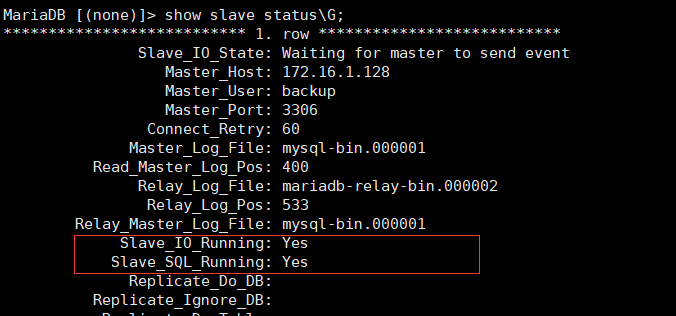 MariaDB [(none)]> show slave status\G;
*************************** 1. row ***************************
Slave_IO_State: Waiting for master to send event
Master_Host: 172.16.1.128
Master_User: backup
Master_Port: 3306
Connect_Retry: 60
Master_Log_File: mysql-bin.000001
Read_Master_Log_Pos: 400
Relay_Log_File: mariadb-relay-bin.000002
Relay_Log_Pos: 533
Relay_Master_Log_File: mysql-bin.000001
Slave_IO_Running: Yes
Slave_SQL_Running: Yes
Replicate_Do_DB:
Replicate_Ignore_DB: